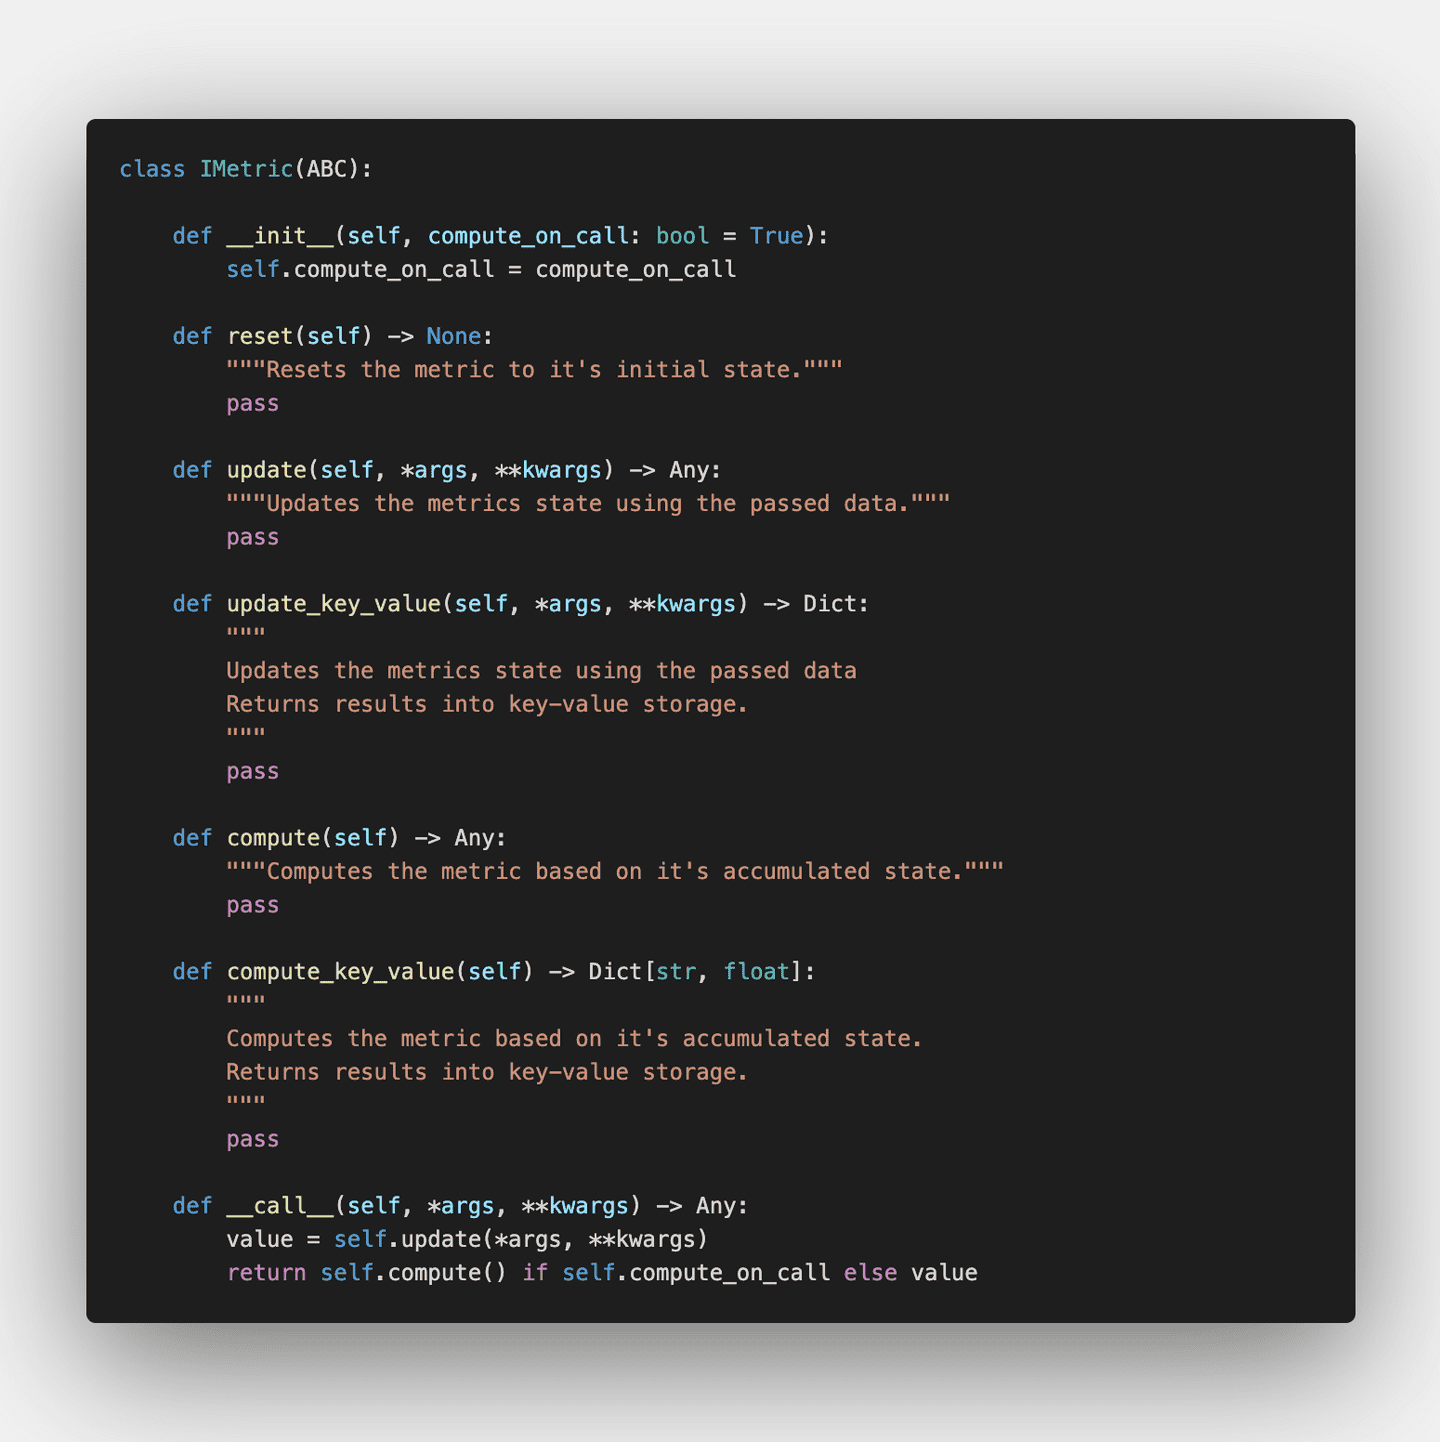 class IMetric(ABC):
def __init__(self, compute_on_call: bool = True):
self.compute_on_call = compute_on_call
def reset(self) -> None:
"""Resets the metric to it's initial state."""
pass
def update(self, *args, **kwargs) -> Any:
"""Updates the metrics state using the passed data."""
pass
def update_key_value(self, *args, **kwargs) -> Dict:
"""
Updates the metrics state using the passed data
Returns results into key-value storage.
"""
pass
def compute(self) -> Any:
"""Computes the metric based on it's accumulated state."""
pass
def compute_key_value(self) -> Dict[str, float]:
"""
Computes the metric based on it's accumulated state.
Returns results into key-value storage.
"""
pass
def __call__(self, *args, **kwargs) -> Any:
value = self.update(*args, **kwargs)
return self.compute() if self.compute_on_call else value